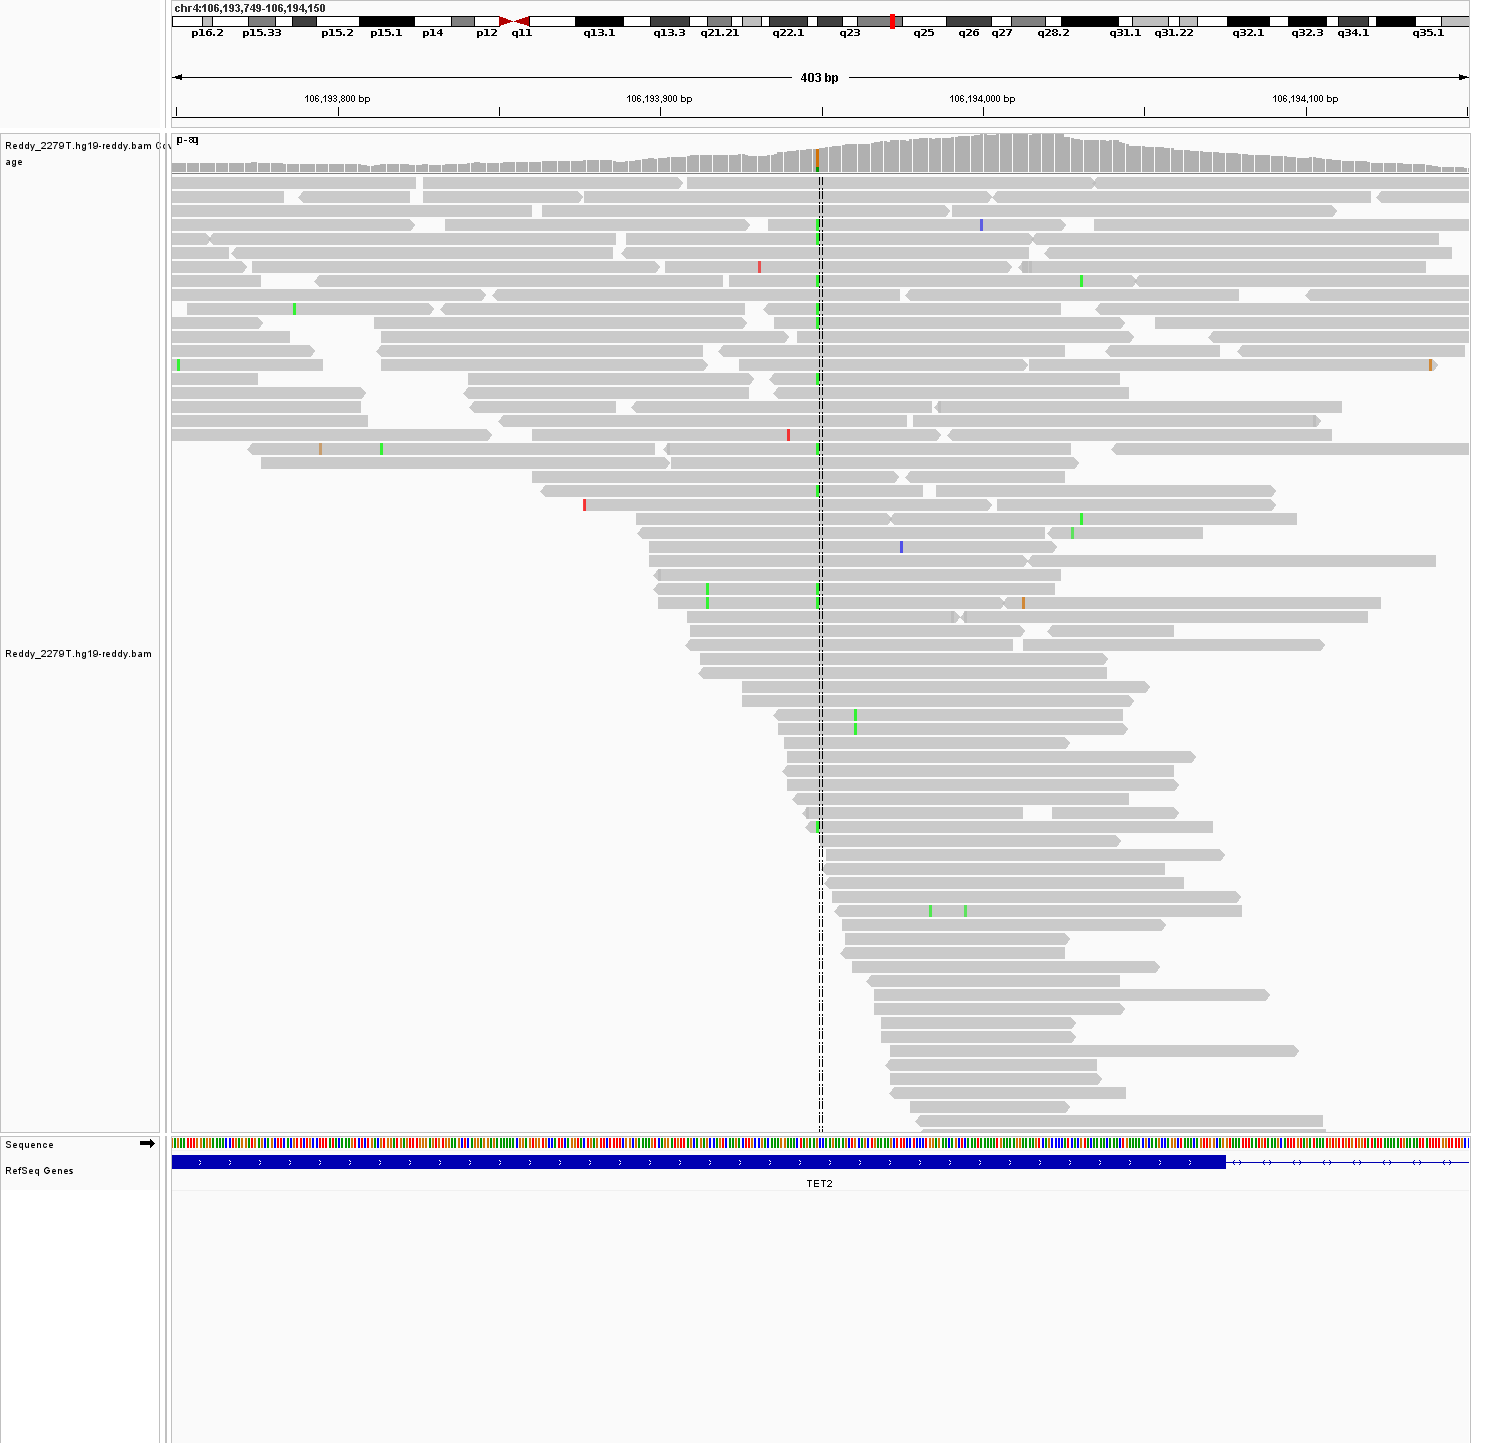 chr4:106,193,749-106,194,150
p16.2 p15.33 p15.2 p15.1 p14 p12 q11 q13.1 q13.3 q21.21 q22.1 q23 q25 q26 q27 q28.2 q31.1 q31.22 q32.1 q32.3 q34.1 q35.1
403 bp
106,193,800 bp 106,193,900 bp 106,194,000 bp 106,194,100 bp
Reddy_2279T.hg19-reddy.bam Cov
age
Reddy_2279T.hg19-reddy.bam
Sequence
RefSeq Genes
TET2